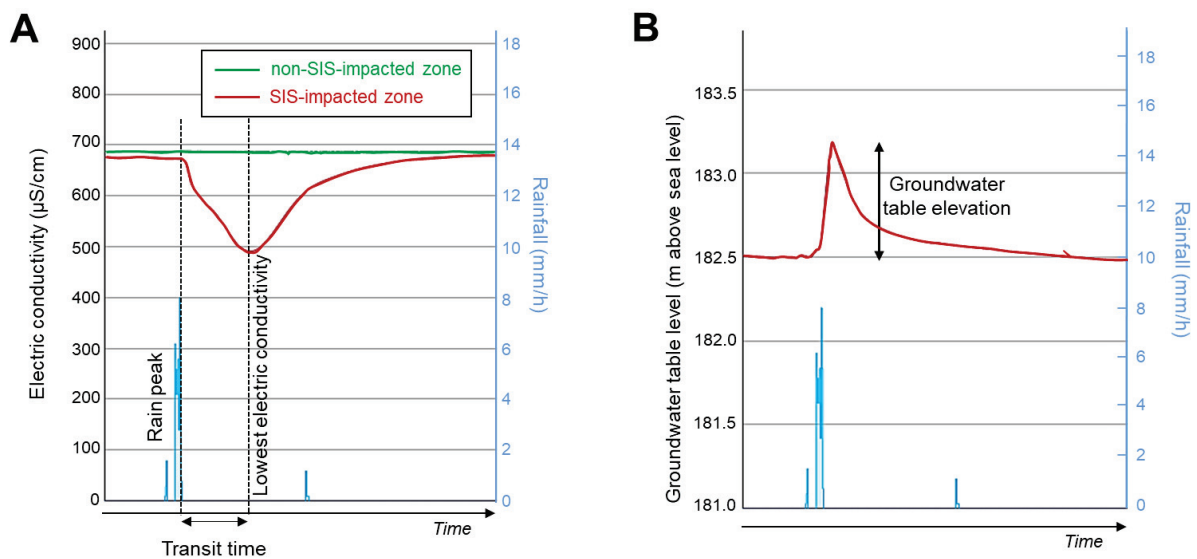 A
Electric conductivity (µS/cm)
900
800
700
600
500
400
300
200
100
0
non-SIS-impacted zone
SIS-impacted zone
Rain peak
Lowest electric conductivity
18
16
14
12
10
8
6
4
2
0
Rainfall (mm/h)
Time
Transit time
B
Groundwater table level (m above sea level)
183.5
183.0
182.5
182.0
181.5
181.0
Groundwater
table elevation
18
16
14
12
10
8
6
4
2
0
Rainfall (mm/h)
Time